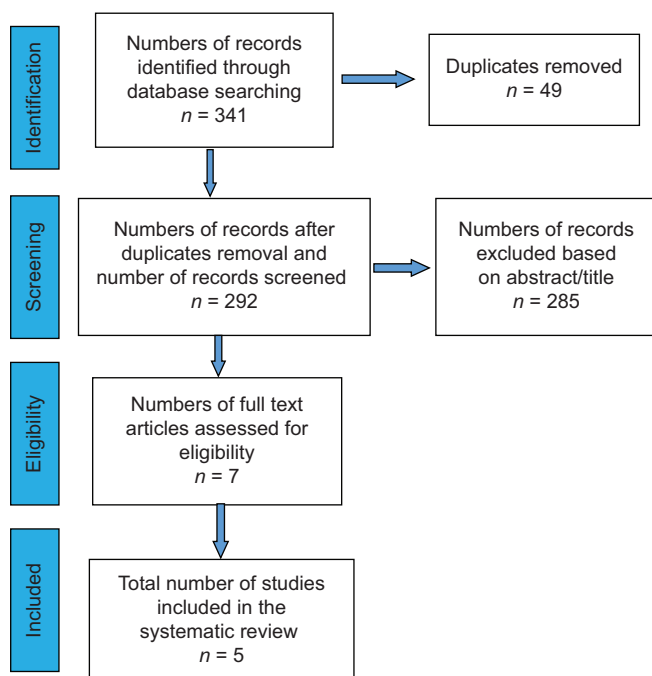 Identification
Numbers of records
identified through
database searching
n = 341
Duplicates removed
n = 49
Screening
Numbers of records after
duplicates removal and
number of records screened
n = 292
Numbers of records
excluded based
on abstract/title
n = 285
Eligibility
Numbers of full text
articles assessed for
eligibility
n = 7
Included
Total number of studies
included in the
systematic review
n = 5